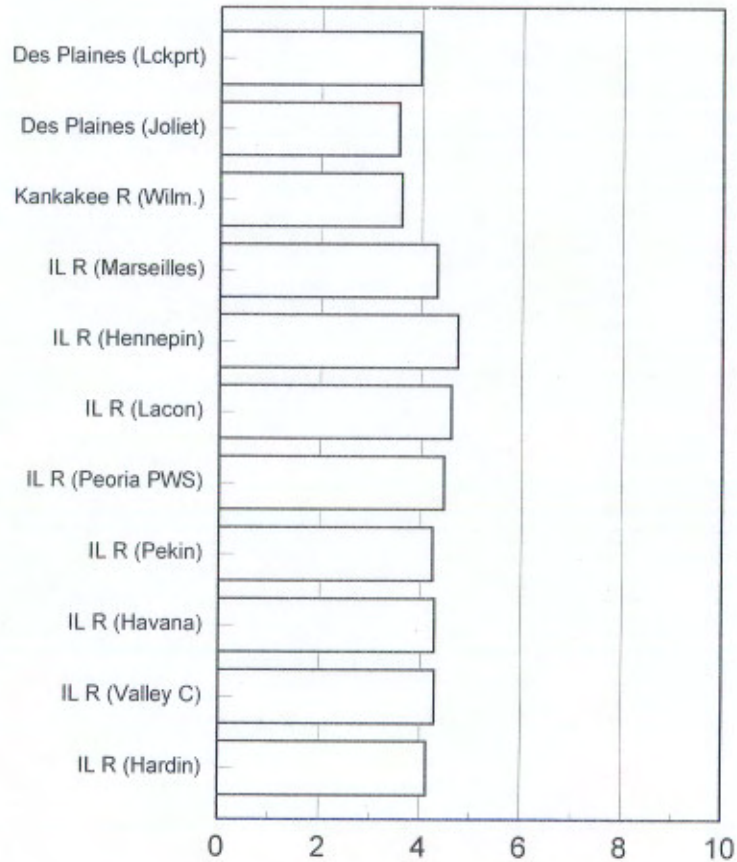 Des Plaines (Lckprt)
Des Plaines (Joliet)
Kankakee R (Wilm.)
IL R (Marseilles)
IL R (Hennepin)
IL R (Lacon)
IL R (Peoria PWS)
IL R (Pekin)
IL R (Havana)
IL R (Valley C)
IL R (Hardin)
0 2 4 6 8 10